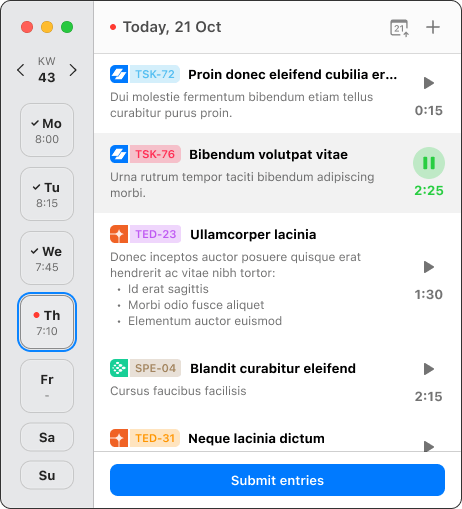 KW
43
Mo
8:00
Tu
8:15
We
7:45
Th
7:10
Fr
-
Sa
Su
Today, 21 Oct
21
TSK-72 Proin donec eleifend cubilia er...
Dui molestie fermentum bibendum etiam tellus
curabitur purus proin.
0:15
TSK-76 Bibendum volutpat vitae
Urna rutrum tempor taciti bibendum adipiscing
morbi.
2:25
TED-23 Ullamcorper lacinia
Donec inceptos auctor posuere quisque erat
hendrerit ac vitae nibh tortor:
• Id erat sagittis
• Morbi odio fusce aliquet
• Elementum auctor euismod
1:30
SPE-04 Blandit curabitur eleifend
Cursus faucibus facilisis
2:15
TED-31 Neque lacinia dictum
Submit entries